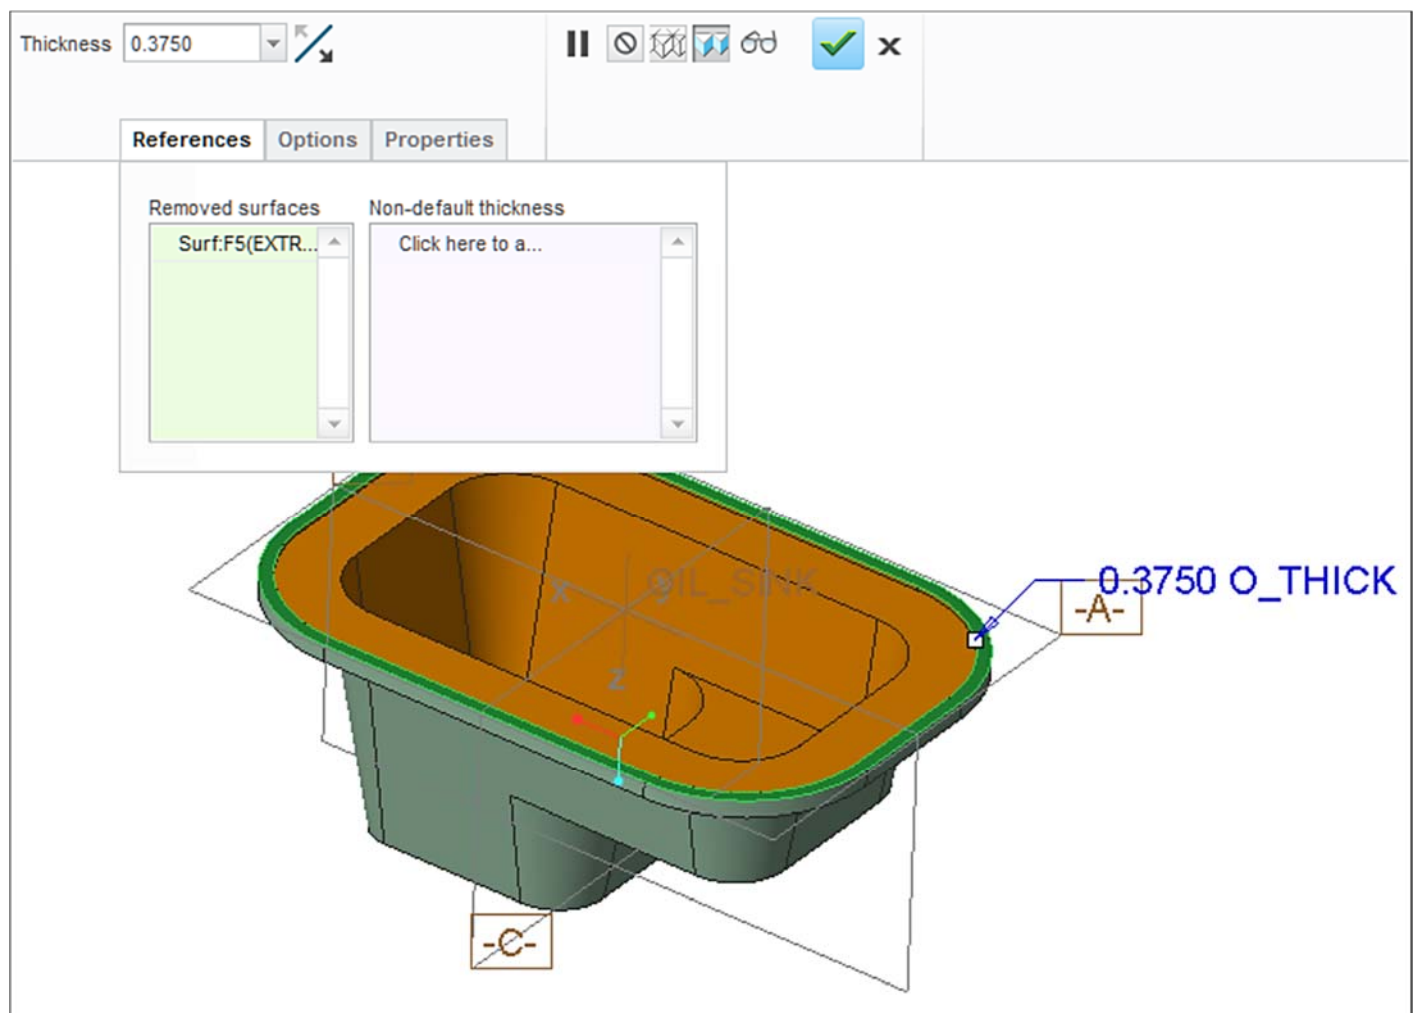 Thickness 0.3750
References Options Properties
Removed surfaces Non-default thickness
Surf:F5(EXTR... Click here to a...
0.3750 O_THICK
-A-
OIL_SINK
X y
Z
-C-